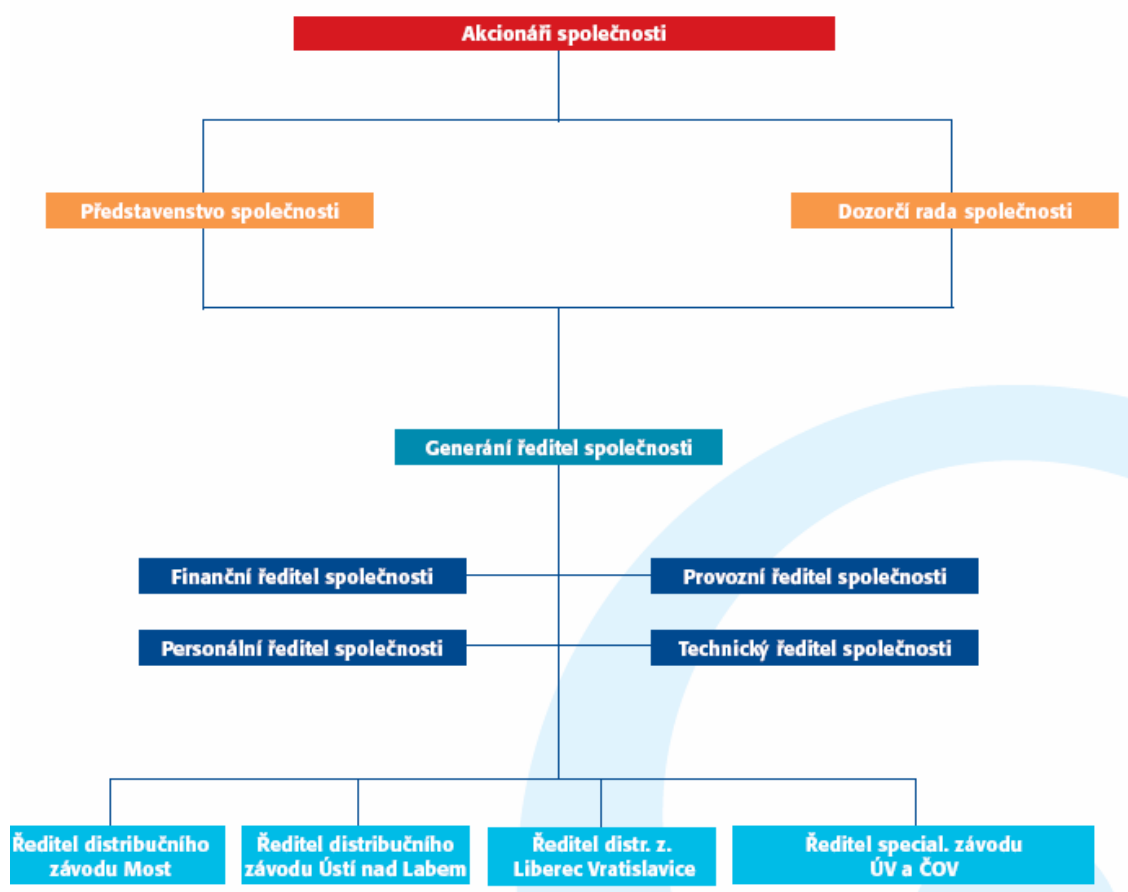 Akcionáři společnosti
Představenstvo společnosti
Dozorčí rada společnosti
Generání ředitel společnosti
Finanční ředitel společnosti
Provozní ředitel společnosti
Personální ředitel společnosti
Technický ředitel společnosti
Ředitel distribučního
závodu Most
Ředitel distribučního
závodu Ústí nad Labem
Ředitel distr. z.
Liberec Vratislavice
Ředitel special. závodu
ÚV a ČOV